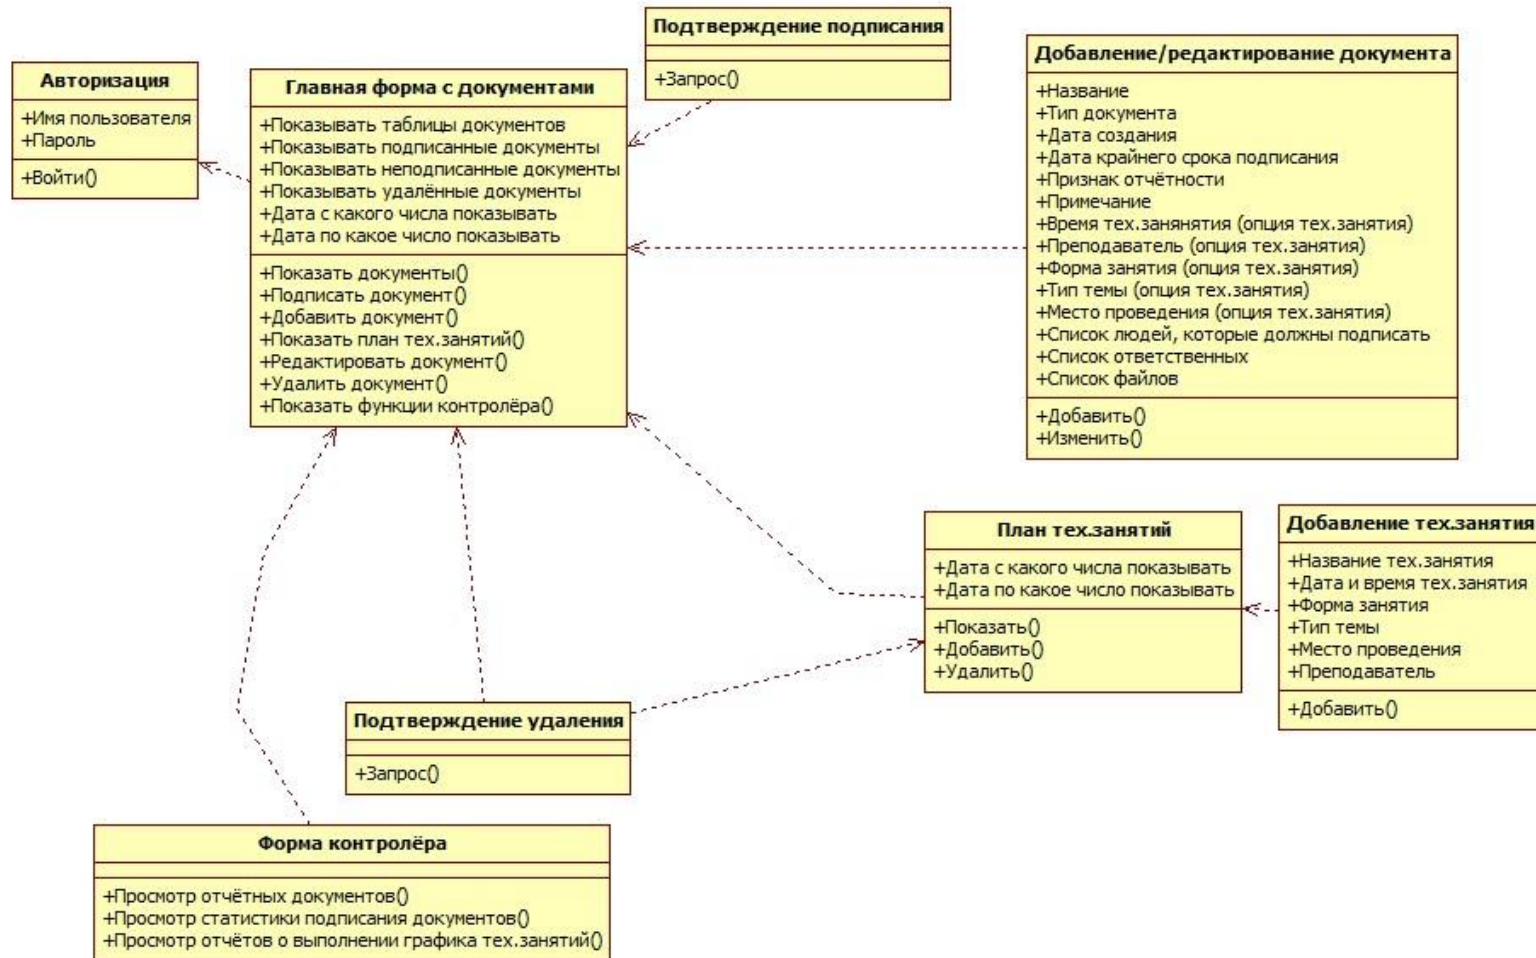 Авторизация
+Имя пользователя
+Пароль
+Войти()
Главная форма с документами
+Показывать таблицы документов
+Показывать подписанные документы
+Показывать неподписанные документы
+Показывать удалённые документы
+Дата с какого числа показывать
+Дата по какое число показывать
+Показать документы()
+Подписать документ()
+Добавить документ()
+Показать план тех.занятий()
+Редактировать документ()
+Удалить документ()
+Показать функции контролёра()
Подтверждение подписания
+Запрос()
Добавление/редактирование документа
+Название
+Тип документа
+Дата создания
+Дата крайнего срока подписания
+Признак отчётности
+Примечание
+Время тех.занянятия (опция тех.занятия)
+Преподаватель (опция тех.занятия)
+Форма занятия (опция тех.занятия)
+Тип темы (опция тех.занятия)
+Место проведения (опция тех.занятия)
+Список людей, которые должны подписать
+Список ответственных
+Список файлов
+Добавить()
+Изменить()
План тех.занятий
+Дата с какого числа показывать
+Дата по какое число показывать
+Показать()
+Добавить()
+Удалить()
Добавление тех.занятия
+Название тех.занятия
+Дата и время тех.занятия
+Форма занятия
+Тип темы
+Место проведения
+Преподаватель
+Добавить()
Подтверждение удаления
+Запрос()
Форма контролёра
+Просмотр отчётных документов()
+Просмотр статистики подписания документов()
+Просмотр отчётов о выполнении графика тех.занятий()